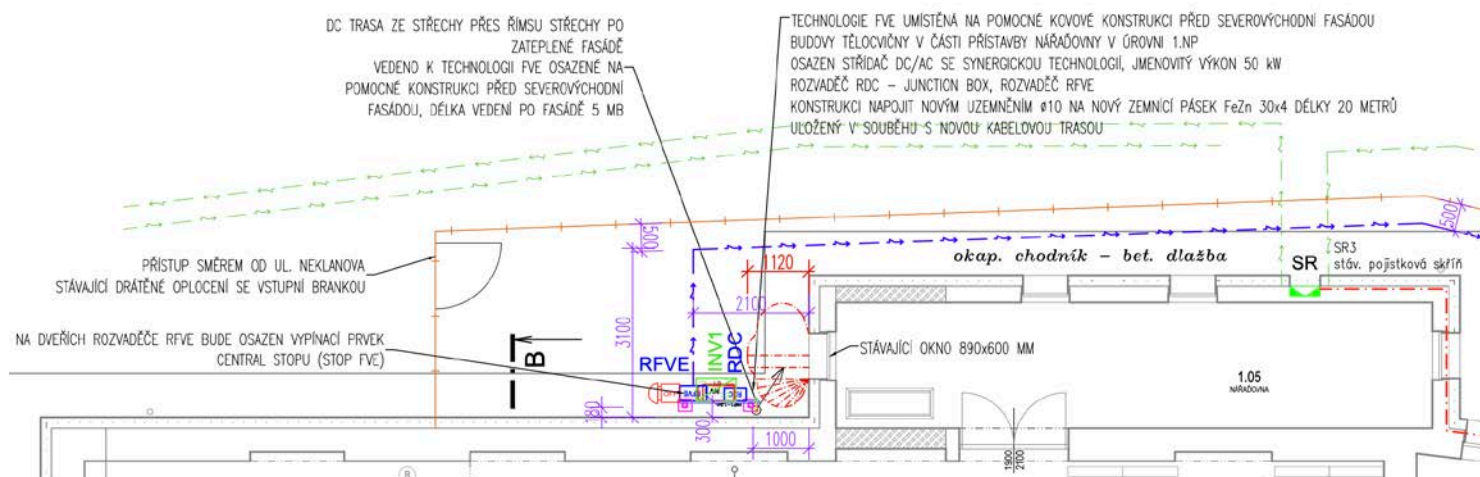 DC TRASA ZE STŘECHY PŘES ŘÍMSU STŘECHY PO
ZATEPLENÉ FASÁDĚ
VEDENO K TECHNOLOGII FVE OSAZENÉ NA
POMOCNÉ KONSTRUKCI PŘED SEVEROVÝCHODNÍ
FASÁDOU, DÉLKA VEDENÍ PO FASÁDĚ 5 MB
TECHNOLOGIE FVE UMÍSTĚNÁ NA POMOCNÉ KOVOVÉ KONSTRUKCI PŘED SEVEROVÝCHODNÍ FASÁDOU
BUDOVY TĚLOCVIČNY V ČÁSTI PŘÍSTAVBY NÁŘAĎOVNY V ÚROVNI 1.NP
OSAZEN STŘÍDAČ DC/AC SE SYNERGICKOU TECHNOLOGIÍ, JMENOVITÝ VÝKON 50 kW
ROZVADĚČ RDC – JUNCTION BOX, ROZVADĚČ RFVE
KONSTRUKCI NAPOJIT NOVÝM UZEMNĚNÍM ø10 NA NOVÝ ZEMNÍCÍ PÁSEK FeZn 30x4 DÉLKY 20 METRŮ
ULOŽENÝ V SOUBĚHU S NOVOU KABELOVOU TRASOU
500
500
PŘÍSTUP SMĚREM OD UL. NEKLANOVA
STÁVAJÍCÍ DRÁTĚNÉ OPLOCENÍ SE VSTUPNÍ BRANKOU
1120
okap. chodník – bet. dlažba
SR
SR3
stáv. pojistková skříň
2100
3100
NA DVEŘÍCH ROZVADĚČE RFVE BUDE OSAZEN VYPÍNACÍ PRVEK
CENTRAL STOPU (STOP FVE)
B
RFVE
INV1
RDC
STÁVAJÍCÍ OKNO 890x600 MM
1.05
NÁŘAĎOVNA
180
300
1000
1900
2100